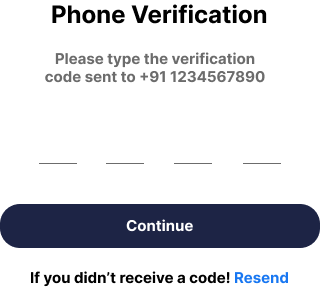 Phone Verification
Please type the verification
code sent to +91 1234567890
Continue
If you didn’t receive a code! Resend